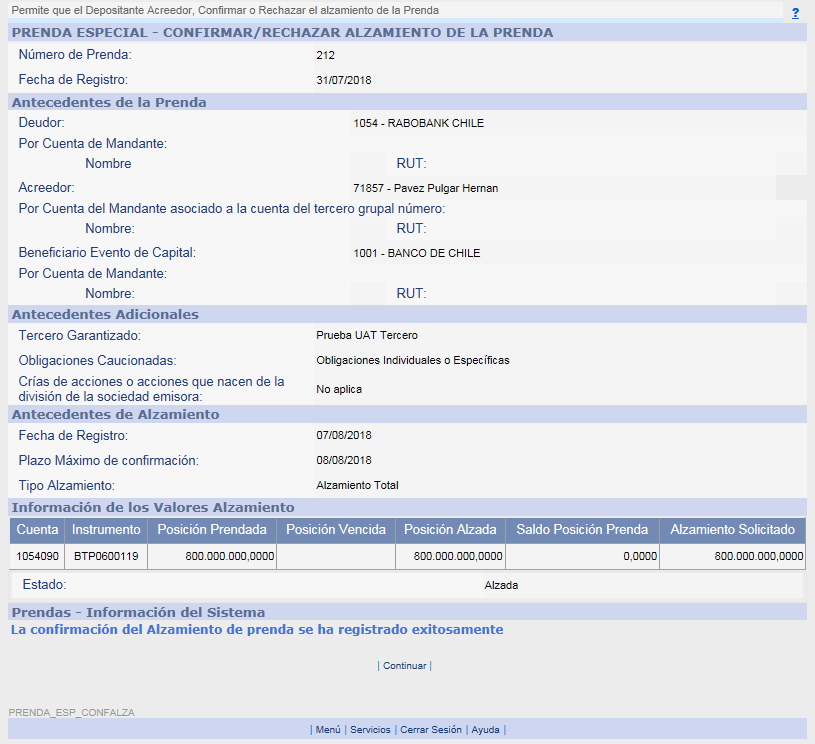 Permite que el Depositante Acreedor, Confirmar o Rechazar el alzamiento de la Prenda
?
PRENDA ESPECIAL - CONFIRMAR/RECHAZAR ALZAMIENTO DE LA PRENDA
Número de Prenda: 212
Fecha de Registro: 31/07/2018
Antecedentes de la Prenda
Deudor: 1054 - RABOBANK CHILE
Por Cuenta de Mandante:
Nombre RUT:
Acreedor: 71857 - Pavez Pulgar Hernan
Por Cuenta del Mandante asociado a la cuenta del tercero grupal número:
Nombre: RUT:
Beneficiario Evento de Capital: 1001 - BANCO DE CHILE
Por Cuenta de Mandante:
Nombre: RUT:
Antecedentes Adicionales
Tercero Garantizado: Prueba UAT Tercero
Obligaciones Caucionadas: Obligaciones Individuales o Específicas
Crías de acciones o acciones que nacen de la
división de la sociedad emisora: No aplica
Antecedentes de Alzamiento
Fecha de Registro: 07/08/2018
Plazo Máximo de confirmación: 08/08/2018
Tipo Alzamiento: Alzamiento Total
Información de los Valores Alzamiento
Cuenta Instrumento Posición Prendada Posición Vencida Posición Alzada Saldo Posición Prenda Alzamiento Solicitado
1054090 BTP0600119 800.000.000,0000 800.000.000,0000 0,0000 800.000.000,0000
Estado: Alzada
Prendas - Información del Sistema
La confirmación del Alzamiento de prenda se ha registrado exitosamente
| Continuar |
PRENDA_ESP_CONFALZA
| Menú | Servicios | Cerrar Sesión | Ayuda |